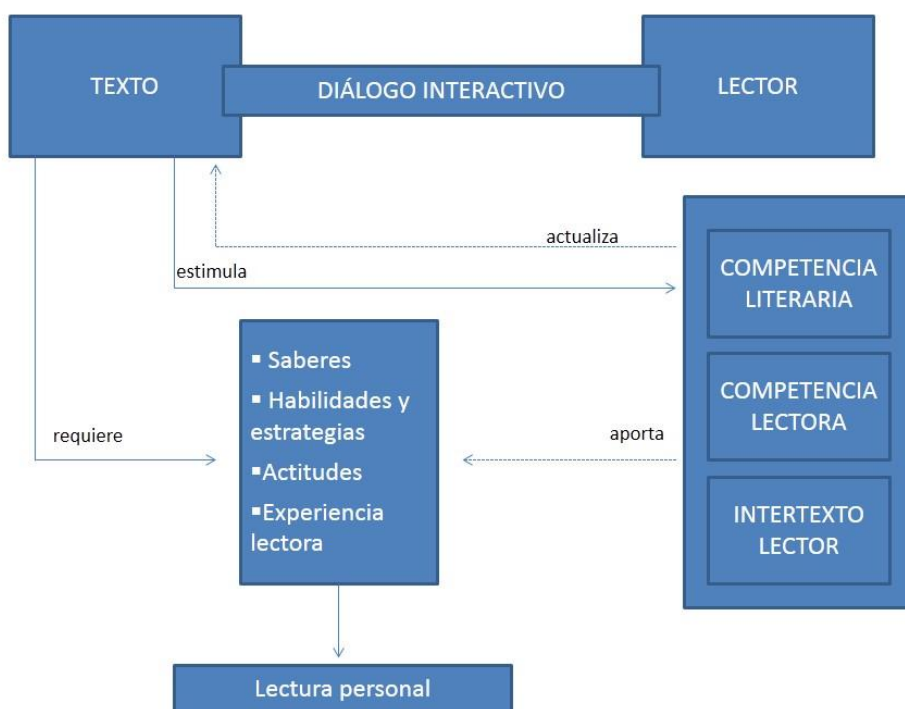 TEXTO
DIÁLOGO INTERACTIVO
LECTOR
actualiza
estimula
COMPETENCIA
LITERARIA
▪ Saberes
▪ Habilidades y
estrategias
▪Actitudes
▪Experiencia
lectora
requiere
aporta
COMPETENCIA
LECTORA
INTERTEXTO
LECTOR
Lectura personal